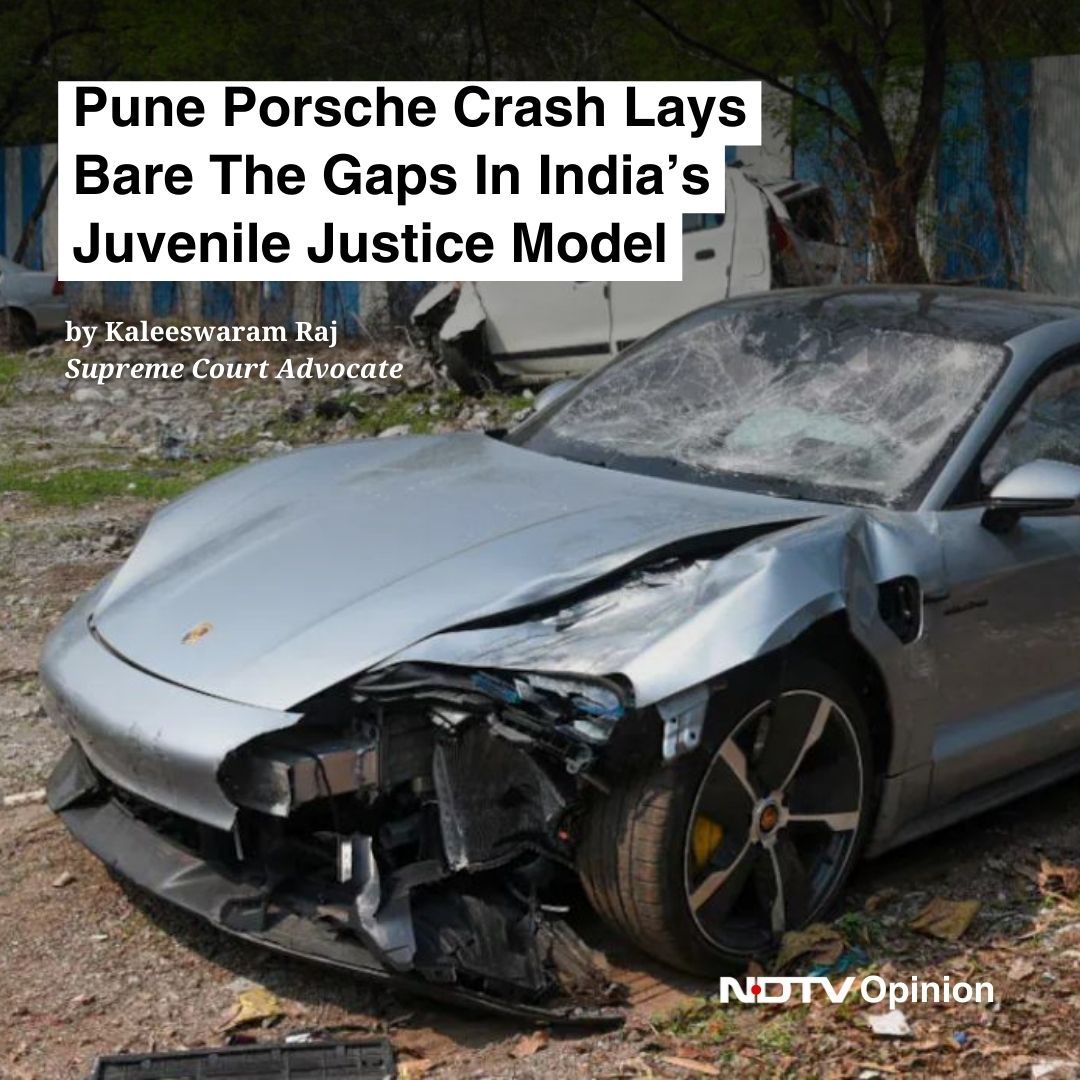 Pune Porsche Crash Lays
Bare The Gaps In India’s
Juvenile Justice Model
by Kaleeswaram Raj
Supreme Court Advocate
NDTV Opinion